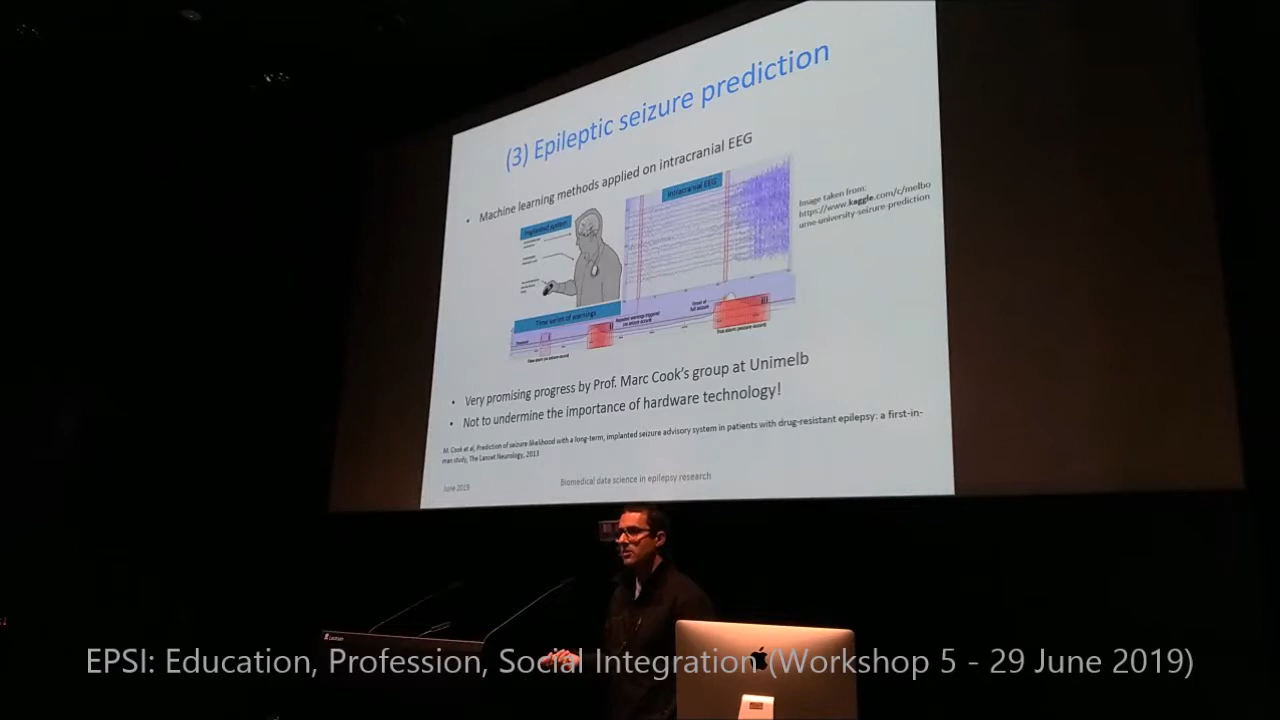 (3) Epileptic seizure prediction
• Machine learning methods applied on intracranial EEG
Implanted system
Intracranial EEG
Image taken from:
https://www.kaggle.com/c/melbo
urne-university-seizure-prediction
Time series of warnings
• Very promising progress by Prof. Marc Cook's group at Unimelb
• Not to undermine the importance of hardware technology!
M. Cook et al, Prediction of seizure likelihood with a long-term, implanted seizure advisory system in patients with drug-resistant epilepsy: a first-in-
man study, The Lancet Neurology, 2013
June 2019
Biomedical data science in epilepsy research
EPSI: Education, Profession, Social Integration (Workshop 5 - 29 June 2019)